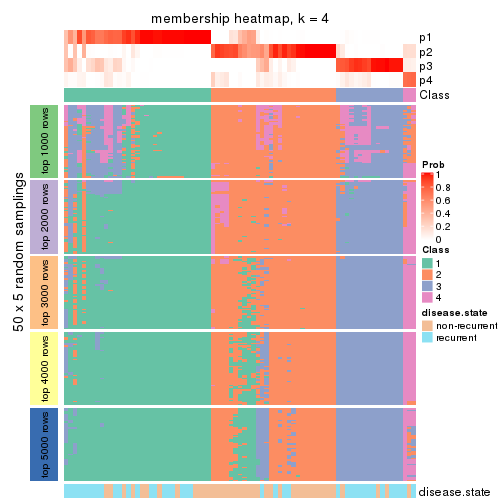 membership heatmap, k = 4
p1
p2
p3
p4
Class
50 x 5 random samplings
top 1000 rows
top 2000 rows
top 3000 rows
top 4000 rows
top 5000 rows
Prob
1
0.8
0.6
0.4
0.2
0
Class
1
2
3
4
disease.state
non-recurrent
recurrent
disease.state